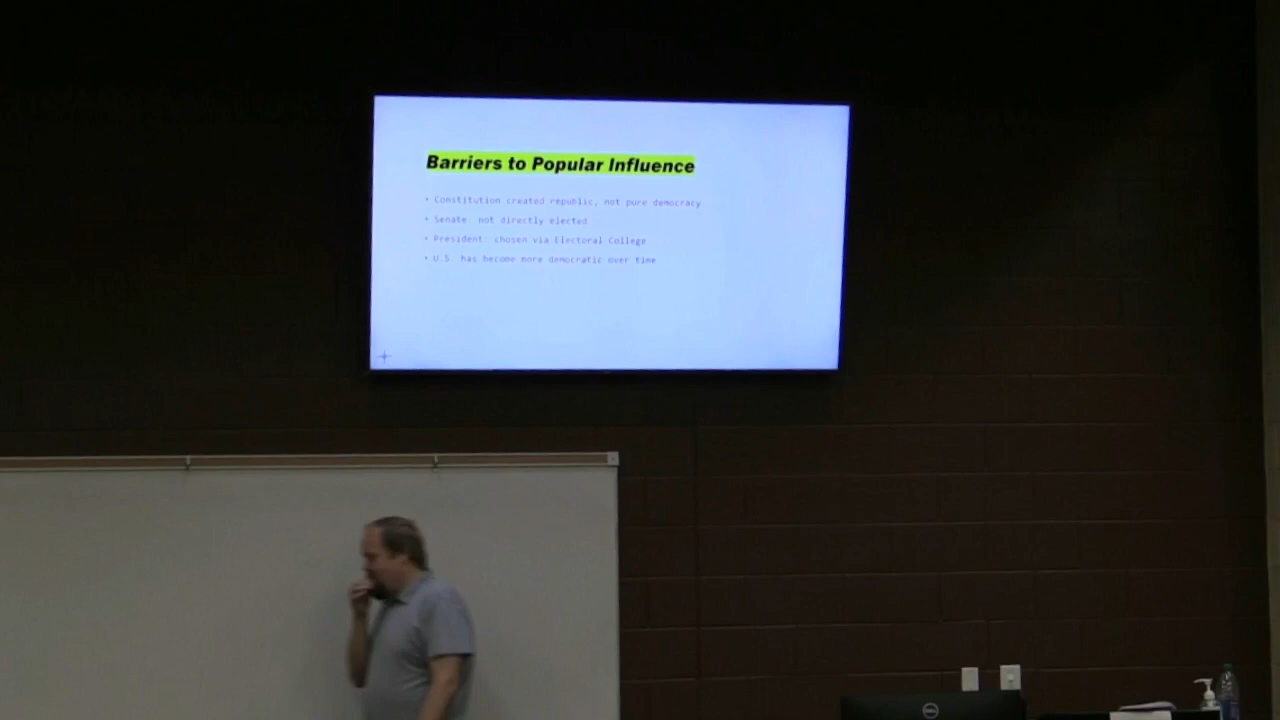 Barriers to Popular Influence
• Constitution created republic, not pure democracy
• Senate: not directly elected
• President: chosen via Electoral College
• U.S. has become more democratic over time
DELL